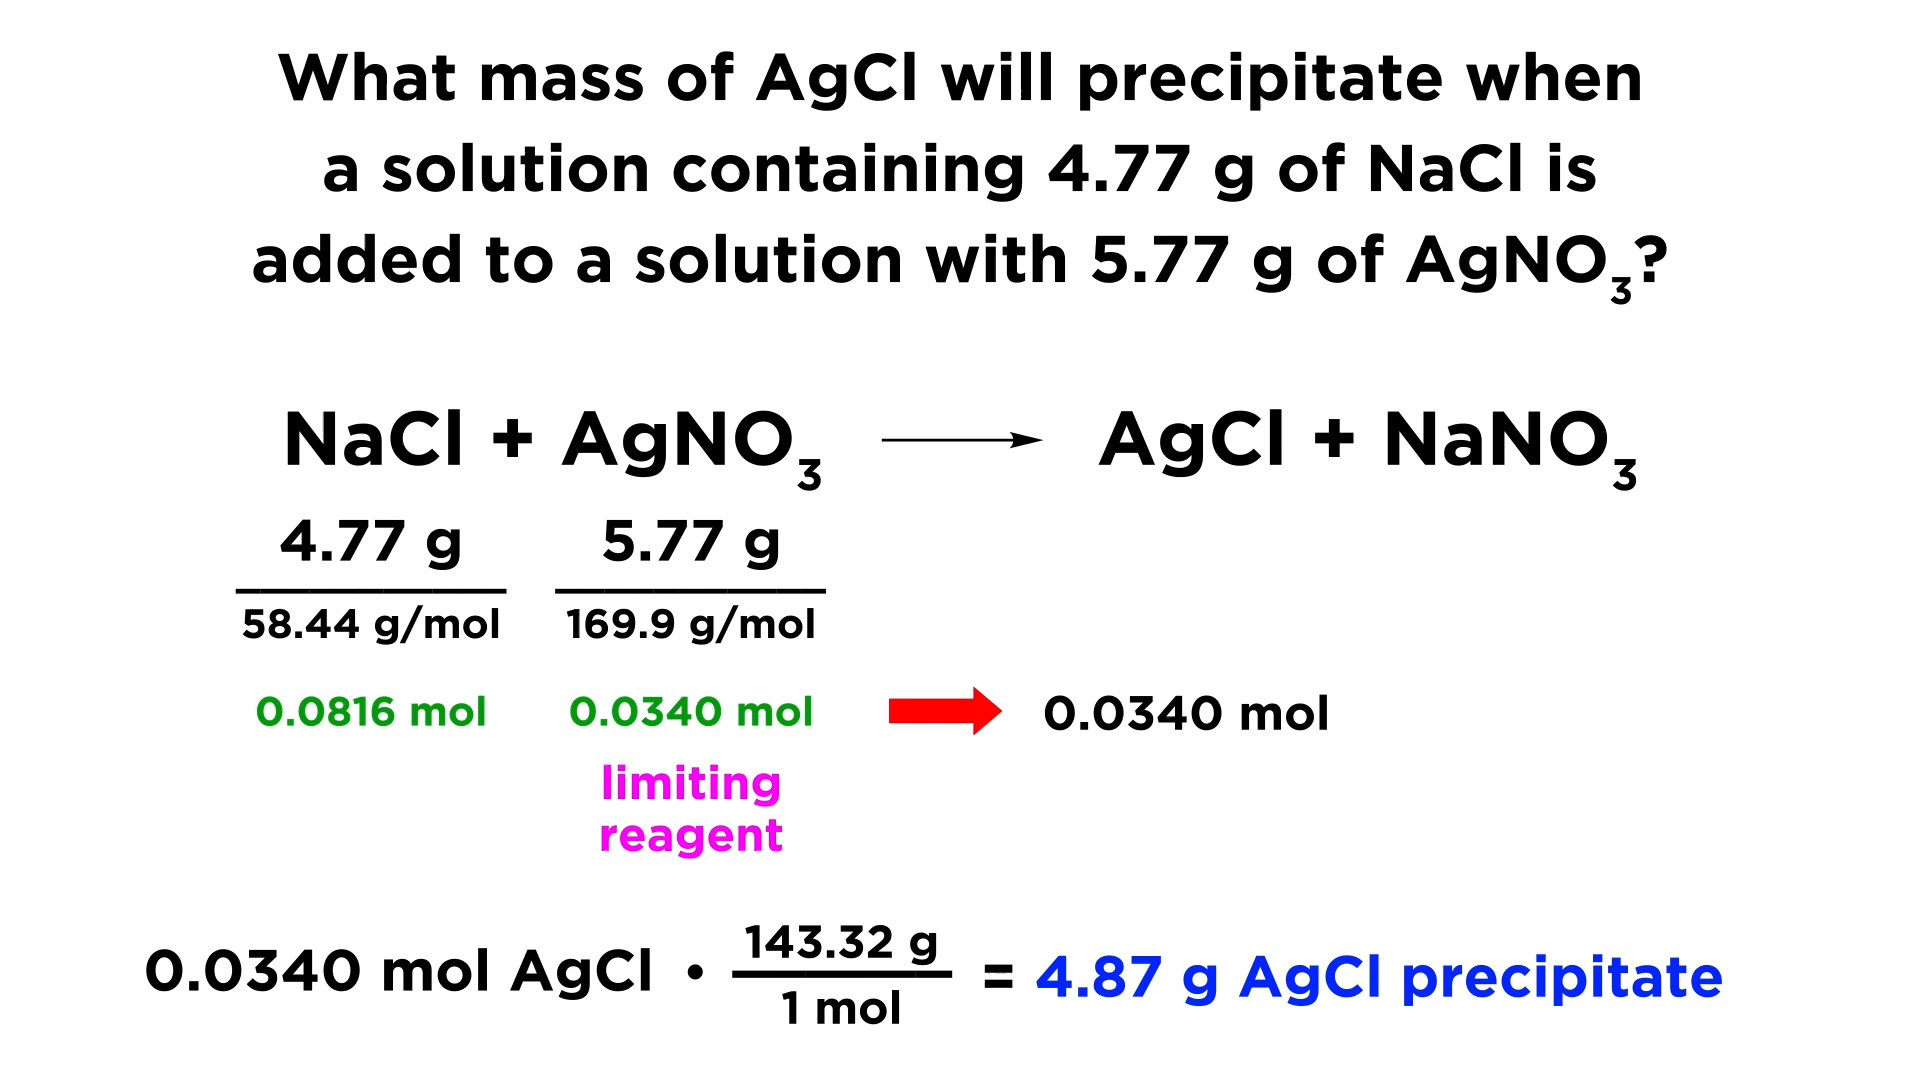 What mass of AgCl will precipitate when
a solution containing 4.77 g of NaCl is
added to a solution with 5.77 g of AgNO₃?
NaCl + AgNO₃ → AgCl + NaNO₃
4.77 g 5.77 g
58.44 g/mol 169.9 g/mol
0.0816 mol 0.0340 mol 0.0340 mol
limiting
reagent
143.32 g
0.0340 mol AgCl • = 4.87 g AgCl precipitate
1 mol